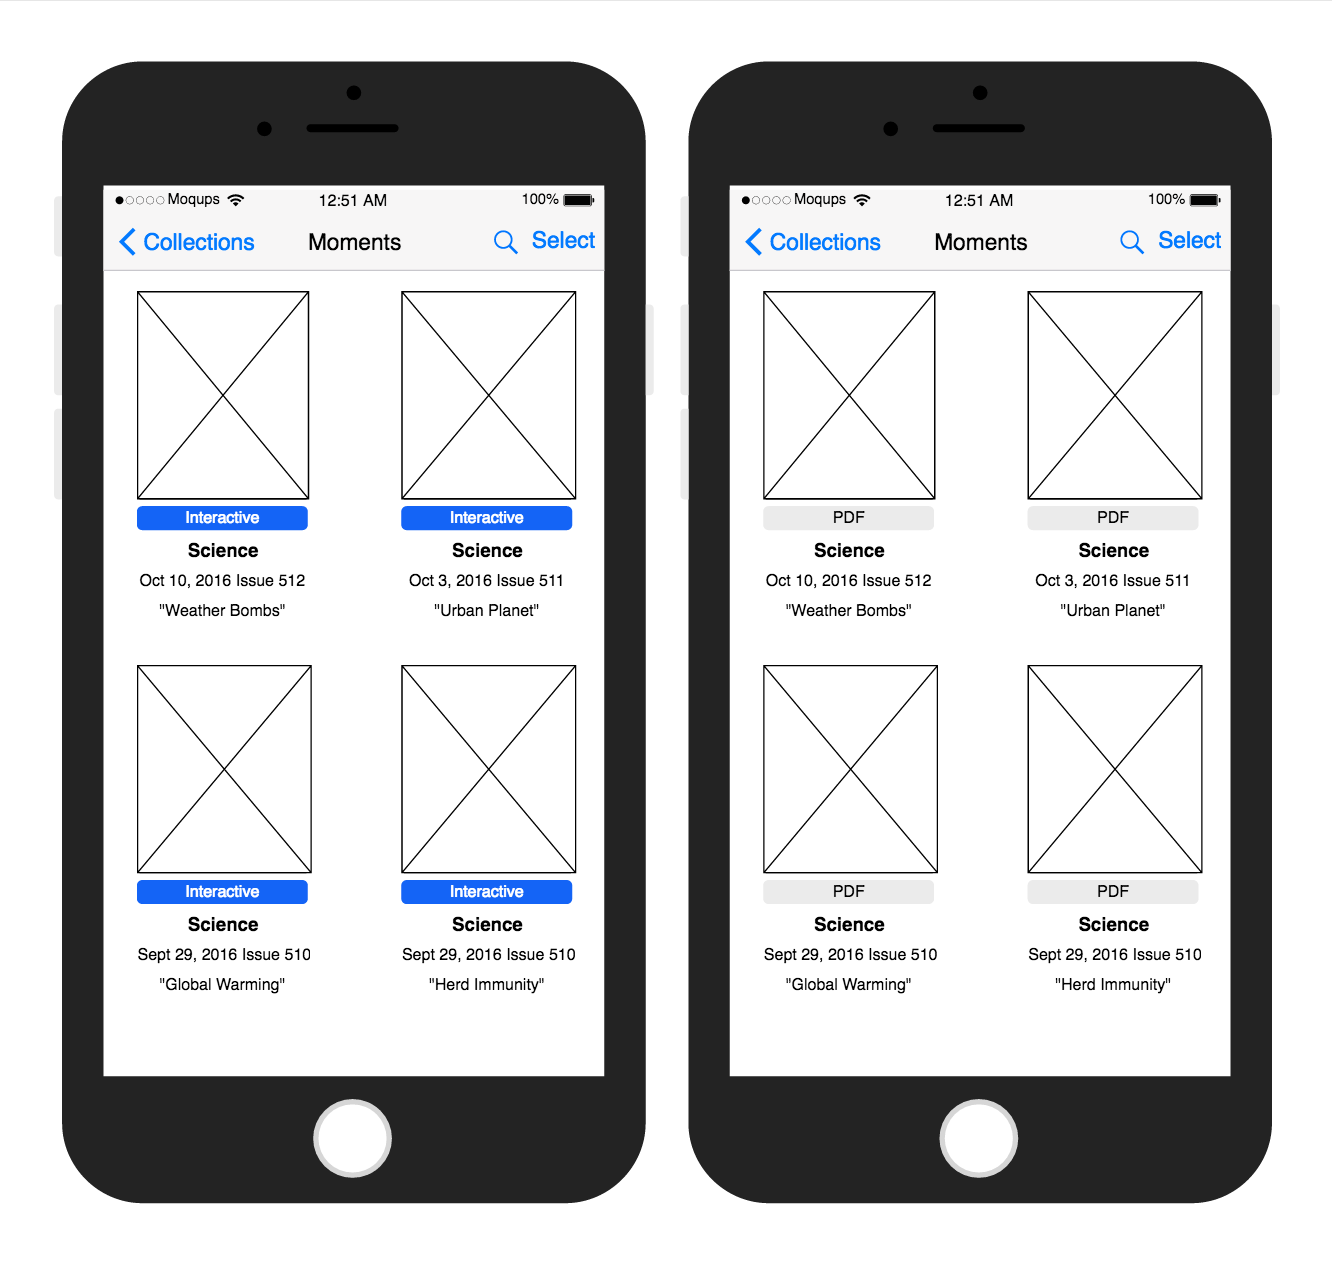 Moqups 12:51 AM 100%
Collections Moments Select
Interactive Interactive
Science Science
Oct 10, 2016 Issue 512 Oct 3, 2016 Issue 511
"Weather Bombs" "Urban Planet"
Interactive Interactive
Science Science
Sept 29, 2016 Issue 510 Sept 29, 2016 Issue 510
"Global Warming" "Herd Immunity"
Moqups 12:51 AM 100%
Collections Moments Select
PDF PDF
Science Science
Oct 10, 2016 Issue 512 Oct 3, 2016 Issue 511
"Weather Bombs" "Urban Planet"
PDF PDF
Science Science
Sept 29, 2016 Issue 510 Sept 29, 2016 Issue 510
"Global Warming" "Herd Immunity"